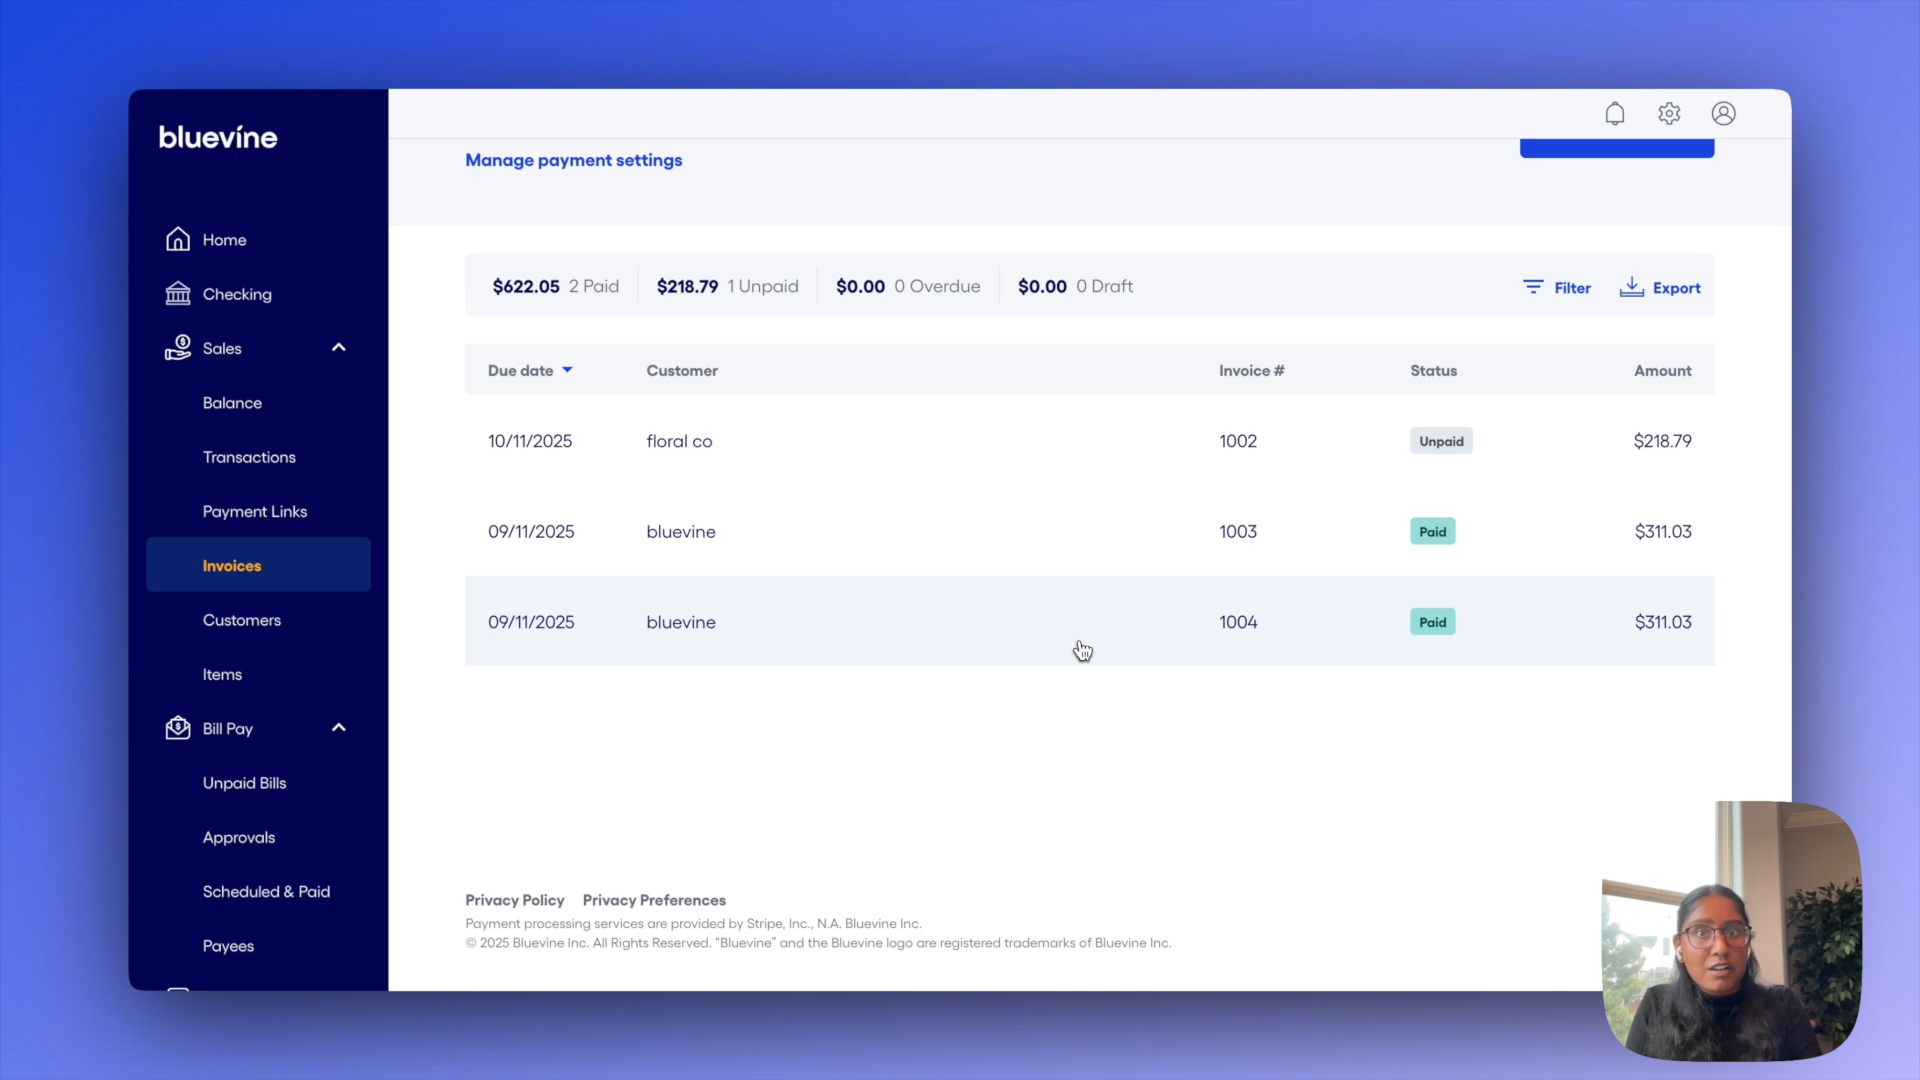 bluevine
Home
Checking
Sales
Balance
Transactions
Payment Links
Invoices
Customers
Items
Bill Pay
Unpaid Bills
Approvals
Scheduled & Paid
Payees
Manage payment settings
$622.05 2 Paid $218.79 1 Unpaid $0.00 0 Overdue $0.00 0 Draft Filter Export
Due date Customer Invoice # Status Amount
10/11/2025 floral co 1002 Unpaid $218.79
09/11/2025 bluevine 1003 Paid $311.03
09/11/2025 bluevine 1004 Paid $311.03
Privacy Policy Privacy Preferences
Payment processing services are provided by Stripe, Inc., N.A. Bluevine Inc.
© 2025 Bluevine Inc. All Rights Reserved. "Bluevine" and the Bluevine logo are registered trademarks of Bluevine Inc.